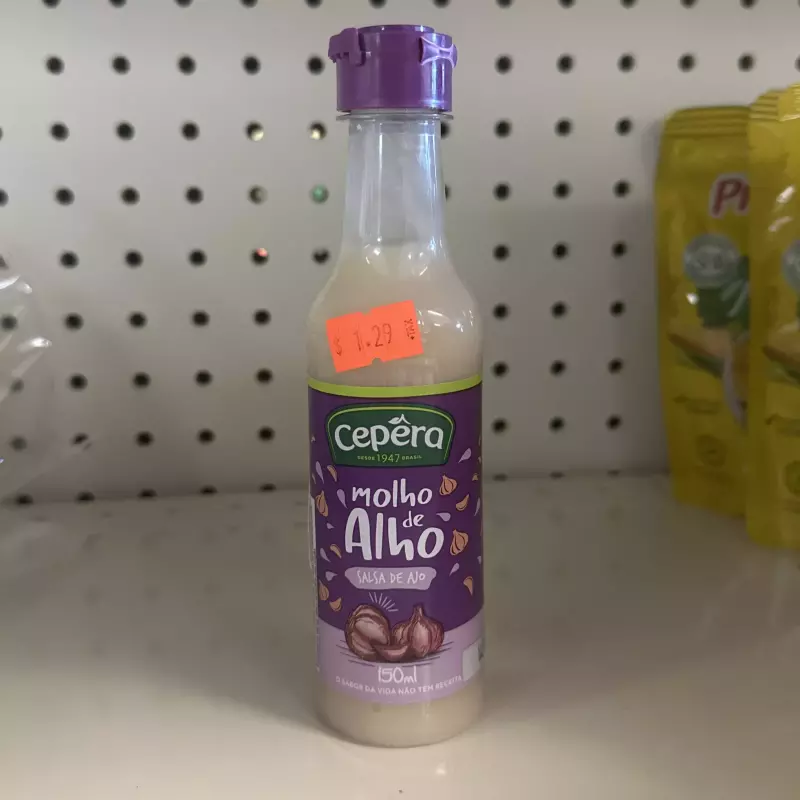 $ 1.29 +TAX
Cepêra
DESDE 1947 BRASIL
molho
de
Alho
SALSA DE AJO
150ml
O SABOR DA VIDA NÃO TEM RECEITA